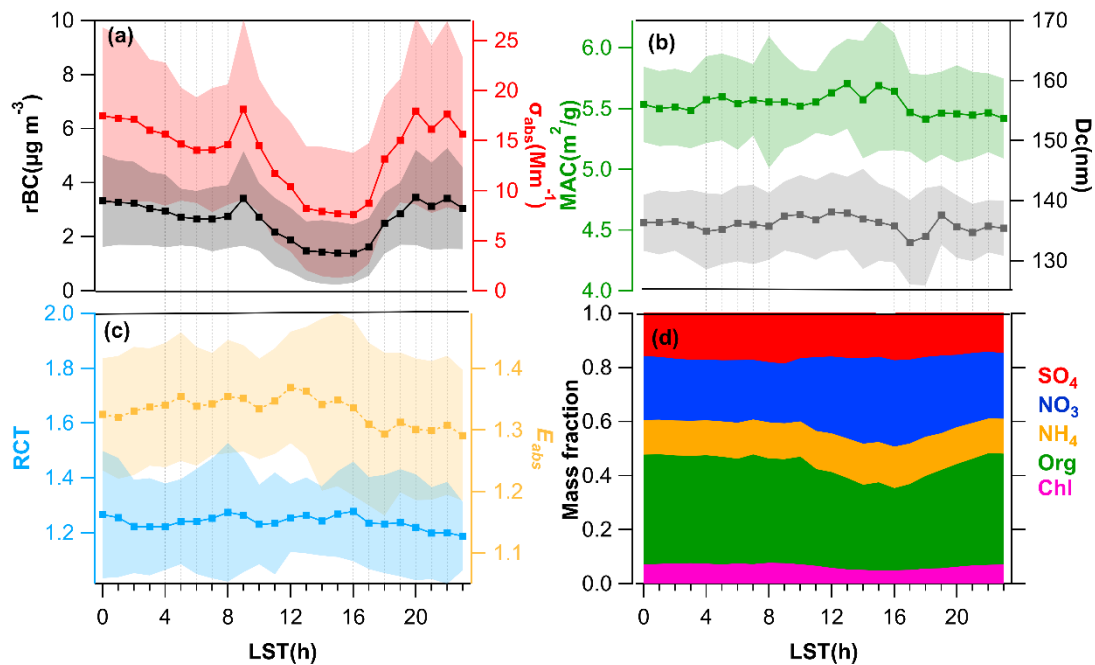 (a)
rBC(μg m⁻³)
10
8
6
4
2
0
25
20
15
10
5
0
σabs(Mm⁻¹)
(b)
MAC(m²/g)
6.0
5.5
5.0
4.5
4.0
170
160
150
140
130
Dc(nm)
(c)
RCT
2.0
1.8
1.6
1.4
1.2
1.4
1.3
1.2
1.1
Eabs
0 4 8 12 16 20
LST(h)
(d)
Mass fraction
1.0
0.8
0.6
0.4
0.2
0.0
SO₄
NO₃
NH₄
Org
Chl
0 4 8 12 16 20
LST(h)